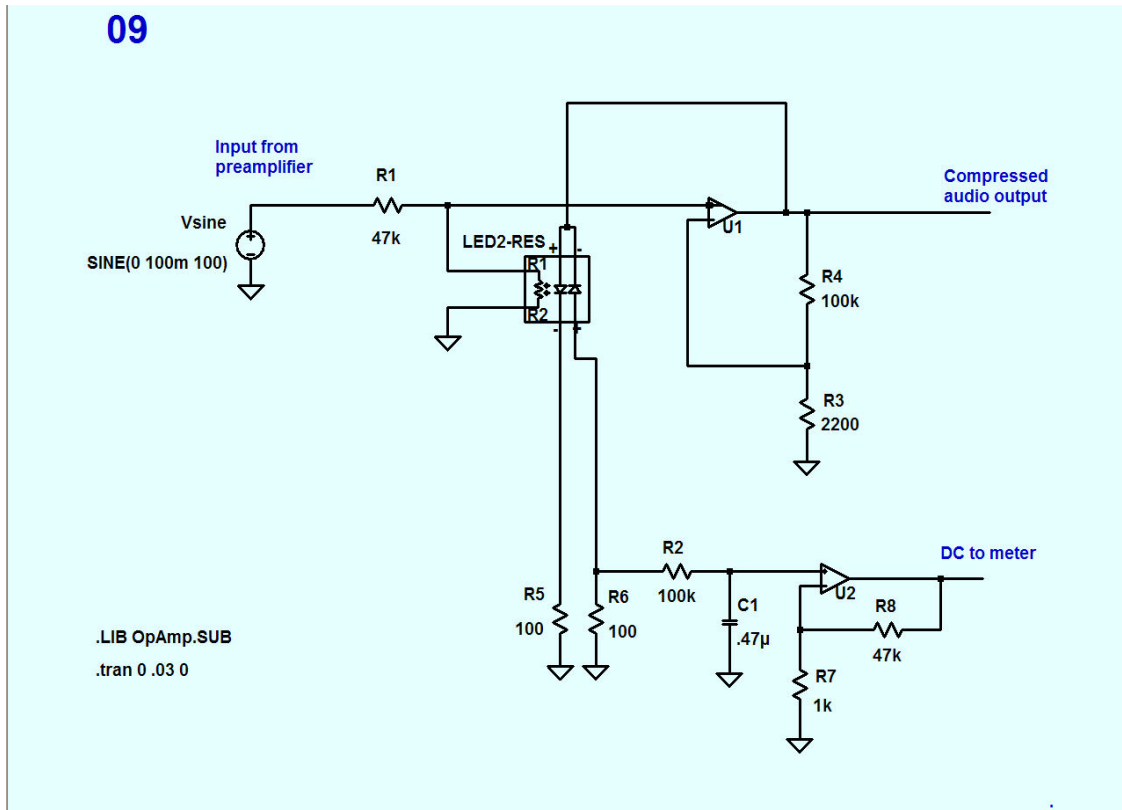 09
Input from
preamplifier
R1
47k
Vsine
SINE(0 100m 100)
LED2-RES
+
-
R1
R2
-
+
U1
Compressed
audio output
R4
100k
R3
2200
R5
100
R6
100
R2
100k
C1
.47µ
U2
DC to meter
R8
47k
R7
1k
.LIB OpAmp.SUB
.tran 0 .03 0